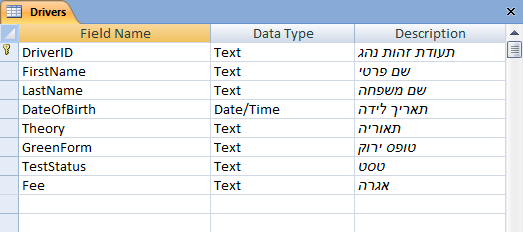 Drivers
Field Name Data Type Description
DriverID Text תעודת זהות נהג
FirstName Text שם פרטי
LastName Text שם משפחה
DateOfBirth Date/Time תאריך לידה
Theory Text תאוריה
GreenForm Text טופס ירוק
TestStatus Text טסט
Fee Text אגרה